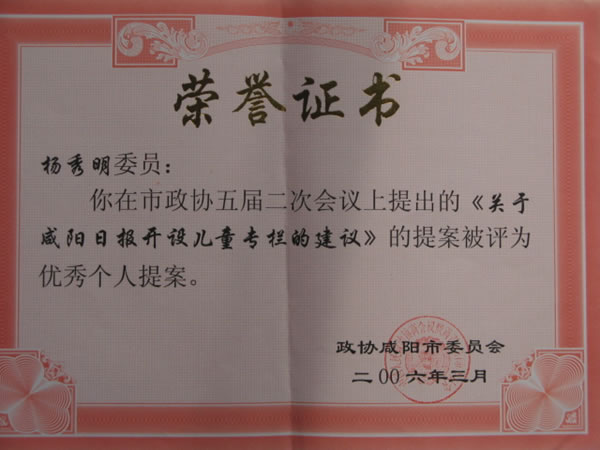 荣誉证书
杨秀明委员：
你在市政协五届二次会议上提出的《关于
咸阳日报开设儿童专栏的建议》的提案被评为
优秀个人提案。
政协咸阳市委员会
二00六年三月